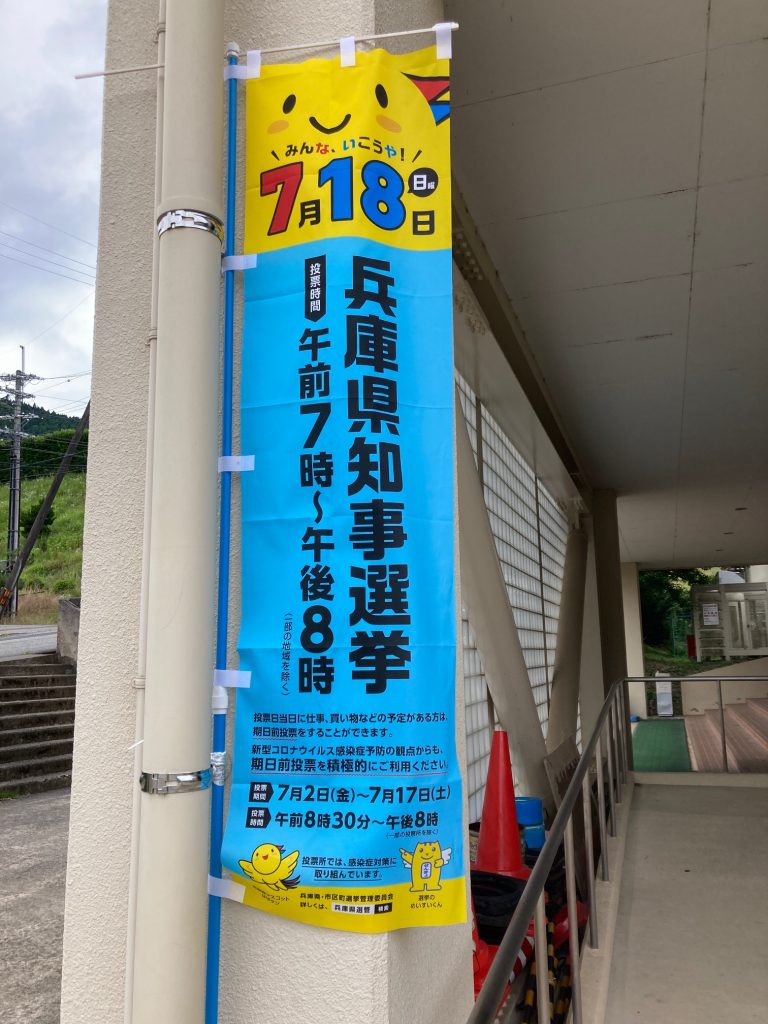 みんな、いこうや!
7月18日
日曜
兵庫県知事選挙
投票時間
午前7時～午後8時
(一部の地域を除く)
投票日当日に仕事、買い物などの予定がある方は、
期日前投票をすることができます。
新型コロナウイルス感染症予防の観点からも、
期日前投票を積極的にご利用ください。
投票期間
7月2日(金)～7月17日(土)
投票時間
午前8時30分～午後8時
(一部の投票所を除く)
投票所では、感染症対策に
取り組んでいます。
兵庫県・市区町選挙管理委員会
詳しくは、兵庫県選管 検索
選挙の
めいすいくん